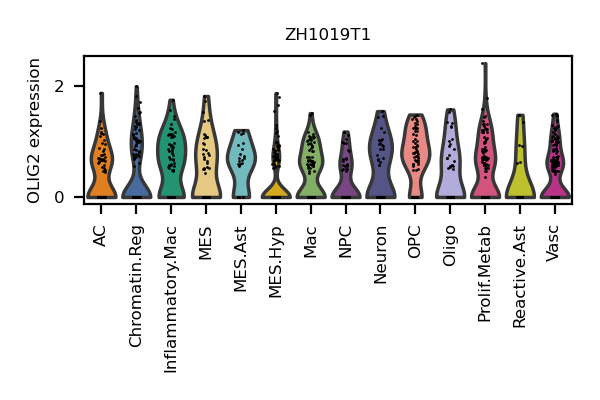 ZH1019T1
OLIG2 expression
2
0
AC
Chromatin.Reg
Inflammatory.Mac
MES
MES.Ast
MES.Hyp
Mac
NPC
Neuron
OPC
Oligo
Prolif.Metab
Reactive.Ast
Vasc